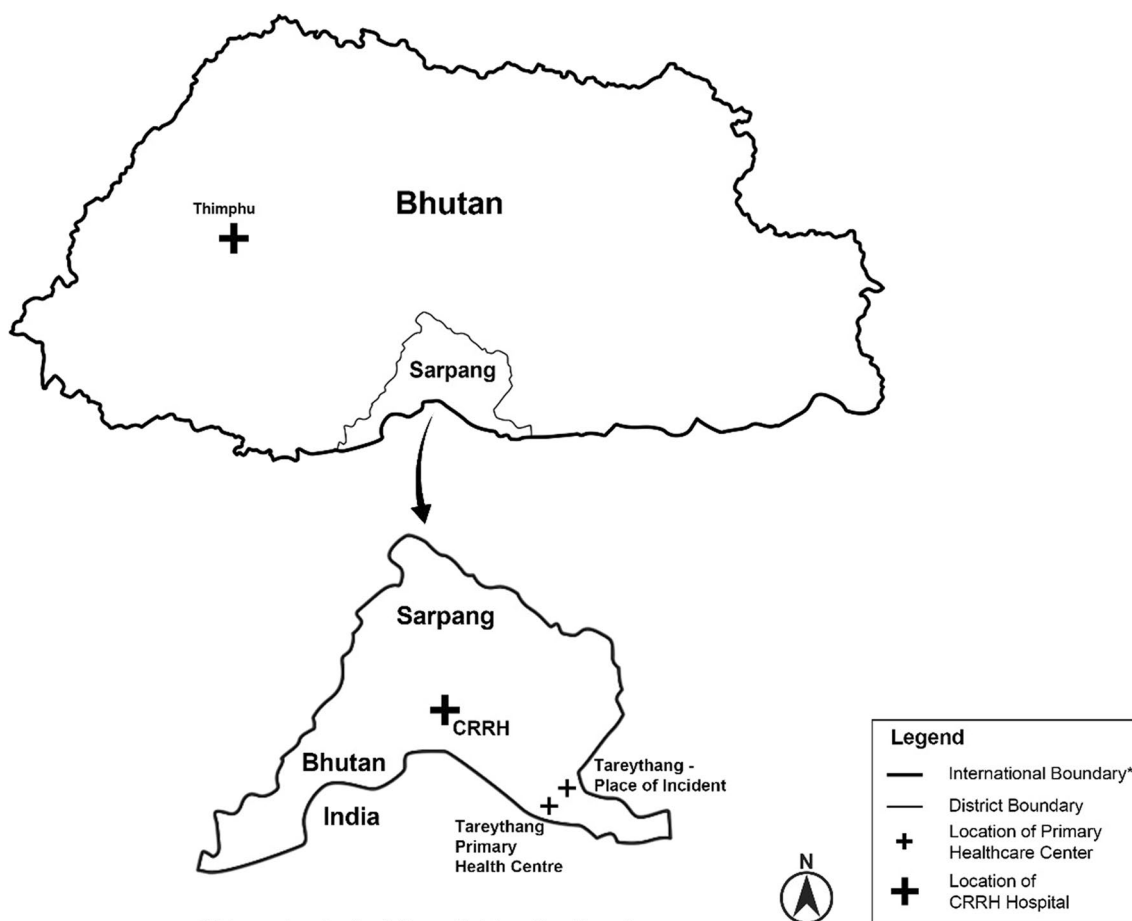 Thimphu
Bhutan
Sarpang
Sarpang
CRRH
Bhutan
India
Tareythang -
Place of Incident
Tareythang
Primary
Health Centre
N
Legend
International Boundary*
District Boundary
Location of Primary
Healthcare Center
Location of
CRRH Hospital